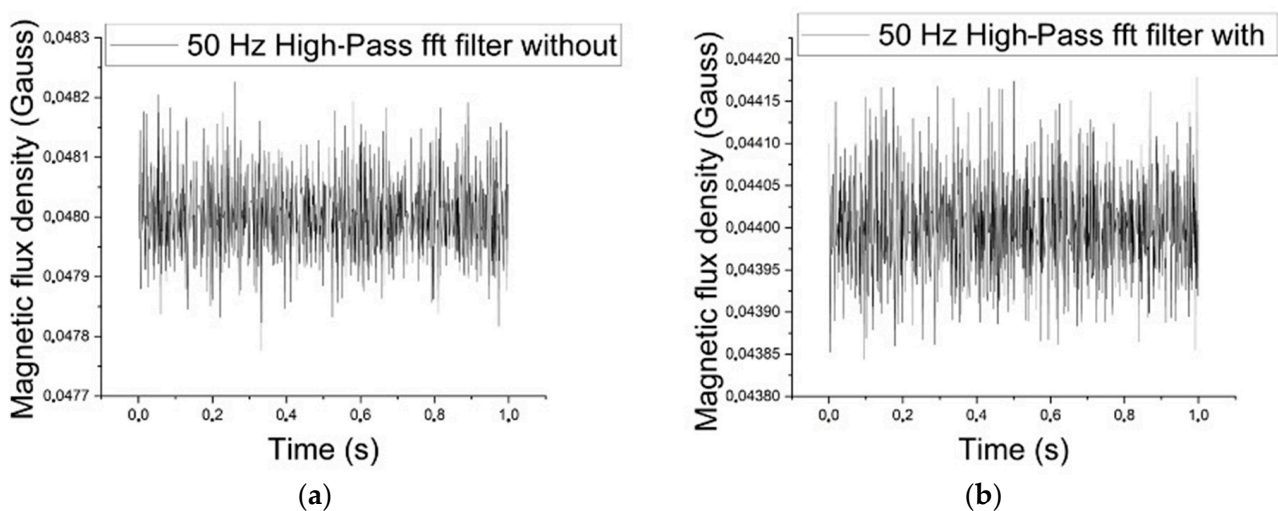 50 Hz High-Pass fft filter without
Magnetic flux density (Gauss)
0.0483
0.0482
0.0481
0.0480
0.0479
0.0478
0.0477
0.0 0.2 0.4 0.6 0.8 1.0
Time (s)
(a)
50 Hz High-Pass fft filter with
Magnetic flux density (Gauss)
0.04420
0.04415
0.04410
0.04405
0.04400
0.04395
0.04390
0.04385
0.04380
0.0 0.2 0.4 0.6 0.8 1.0
Time (s)
(b)